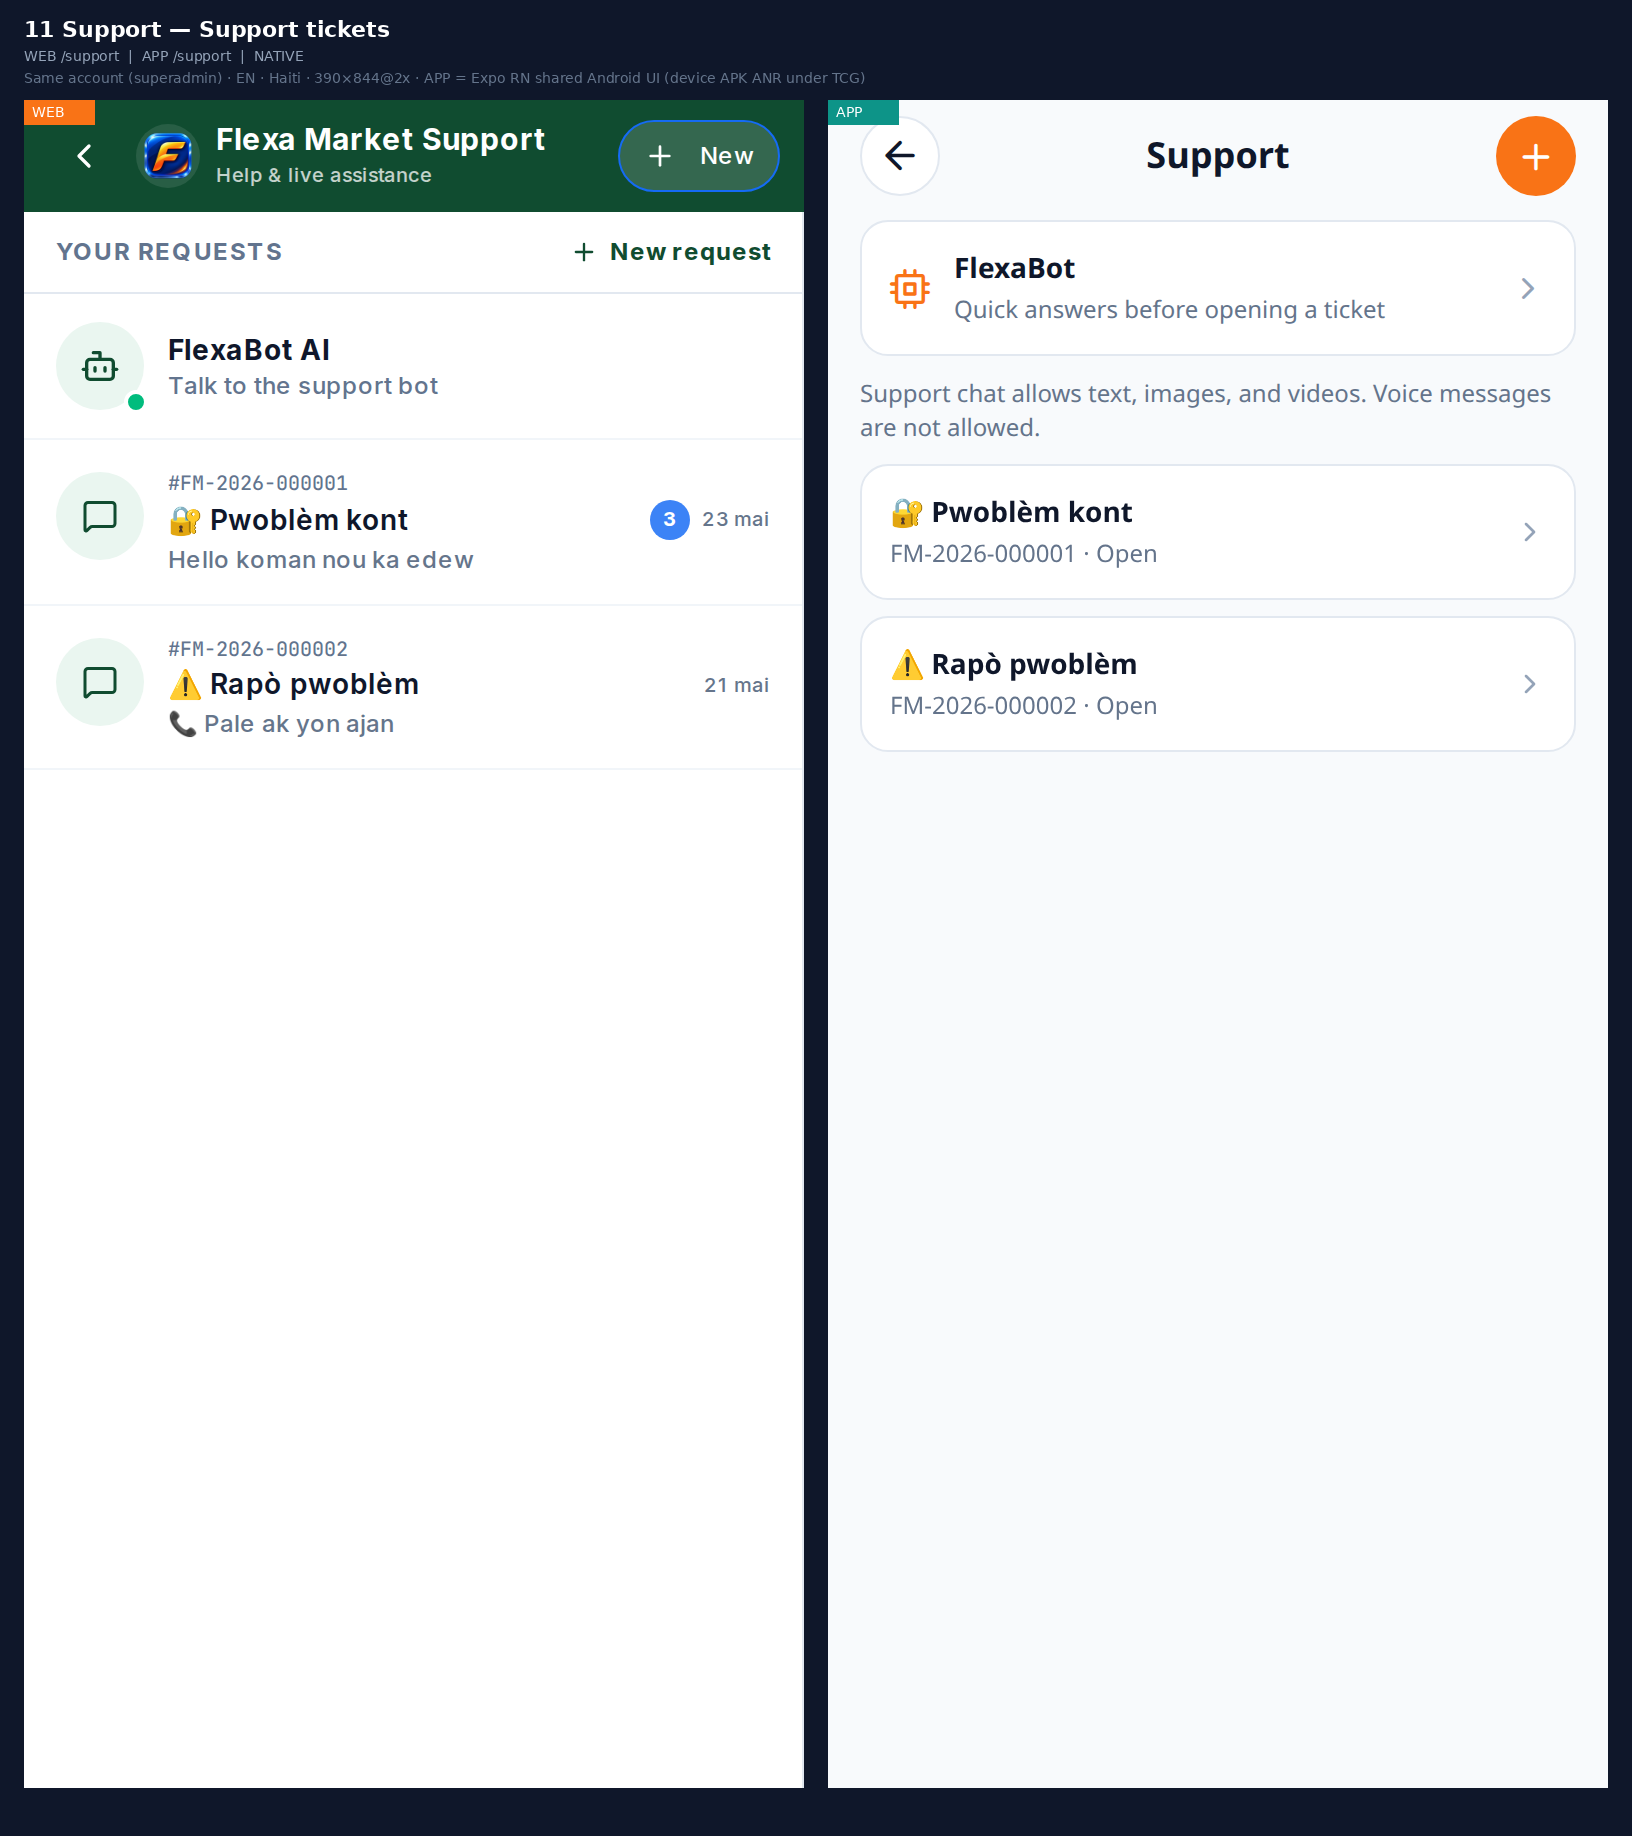 11 Support — Support tickets
WEB /support | APP /support | NATIVE
Same account (superadmin) · EN · Haiti · 390×844@2x · APP = Expo RN shared Android UI (device APK ANR under TCG)
WEB
Flexa Market Support
Help & live assistance
+ New
YOUR REQUESTS
+ New request
FlexaBot AI
Talk to the support bot
#FM-2026-000001
🔐 Pwoblèm kont
3 23 mai
Hello koman nou ka edew
#FM-2026-000002
⚠️ Rapò pwoblèm
21 mai
📞 Pale ak yon ajan
APP
Support
+
FlexaBot
Quick answers before opening a ticket
Support chat allows text, images, and videos. Voice messages
are not allowed.
🔐 Pwoblèm kont
FM-2026-000001 · Open
⚠️ Rapò pwoblèm
FM-2026-000002 · Open